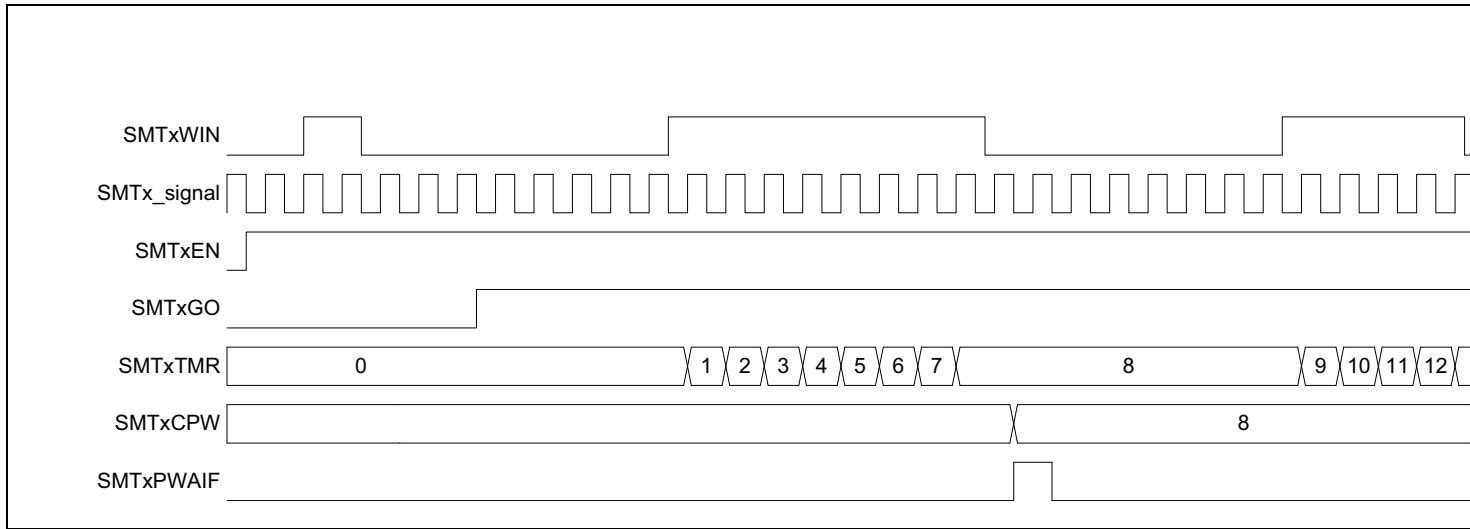 SMTxWIN
SMTx_signal
SMTxEN
SMTxGO
SMTxTMR 0 1 2 3 4 5 6 7 8 9 10 11 12
SMTxCPW 8
SMTxPWAIF